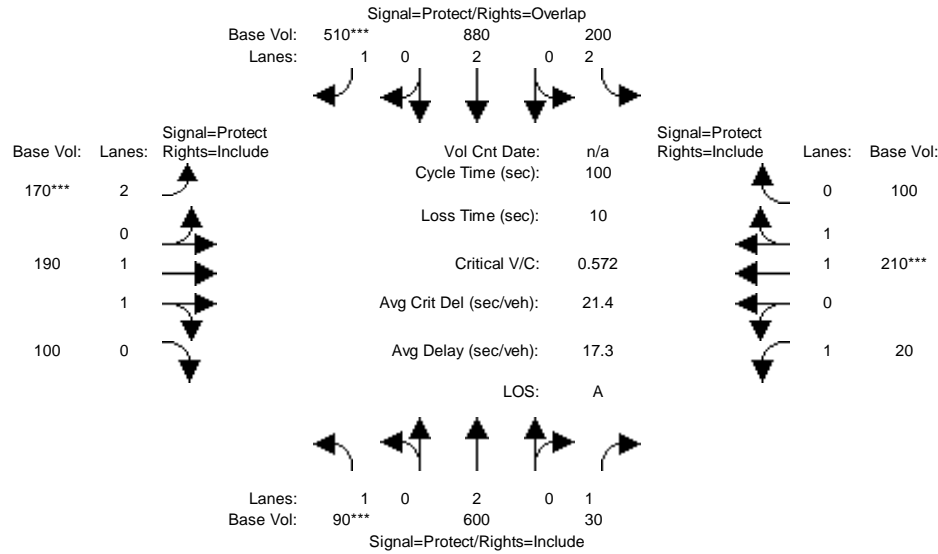 Signal=Protect/Rights=Overlap
Base Vol: 510*** 880 200
Lanes: 1 0 2 0 2
Signal=Protect Signal=Protect
Base Vol: Lanes: Rights=Include Vol Cnt Date: n/a Rights=Include Lanes: Base Vol:
Cycle Time (sec): 100
170*** 2 0 100
Loss Time (sec): 10
0 1
190 1 Critical V/C: 0.572 1 210***
1 Avg Crit Del (sec/veh): 21.4 0
100 0 Avg Delay (sec/veh): 17.3 1 20
LOS: A
Lanes: 1 0 2 0 1
Base Vol: 90*** 600 30
Signal=Protect/Rights=Include